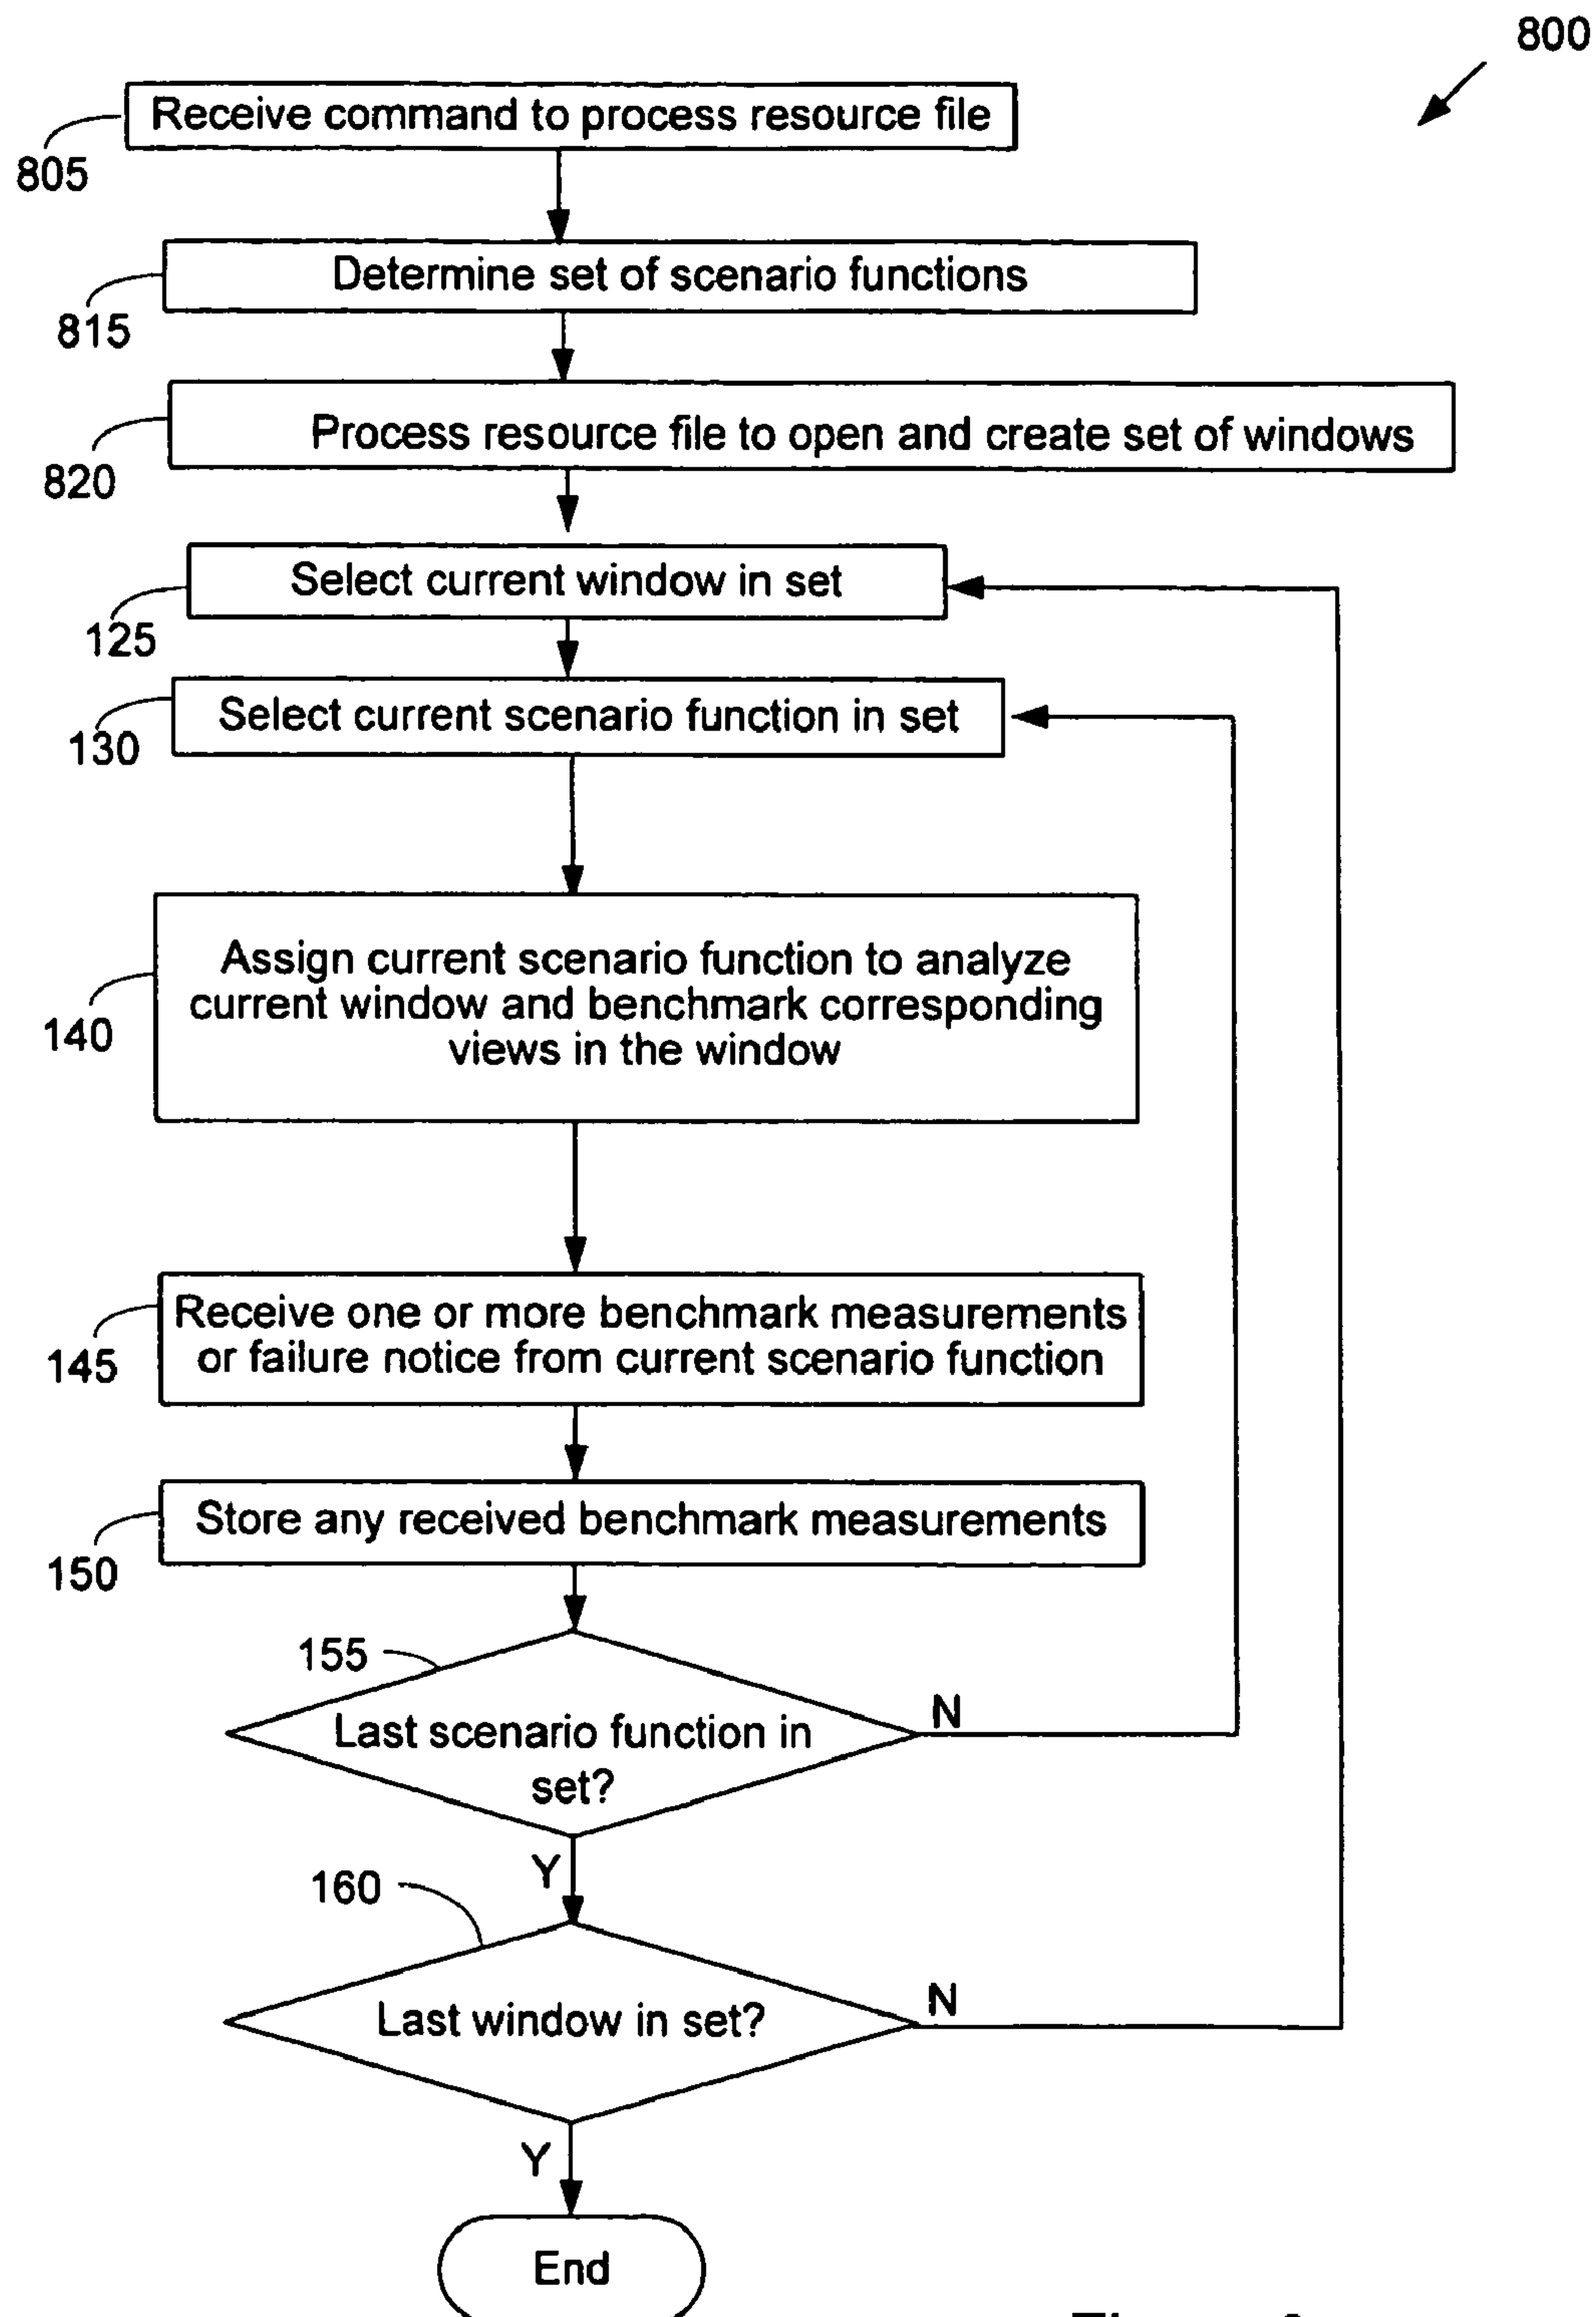 800
Receive command to process resource file
805
Determine set of scenario functions
815
Process resource file to open and create set of windows
820
Select current window in set
125
Select current scenario function in set
130
Assign current scenario function to analyze
current window and benchmark corresponding
views in the window
140
Receive one or more benchmark measurements
or failure notice from current scenario function
145
Store any received benchmark measurements
150
155
Last scenario function in
set?
N
Y
160
Last window in set?
N
Y
End